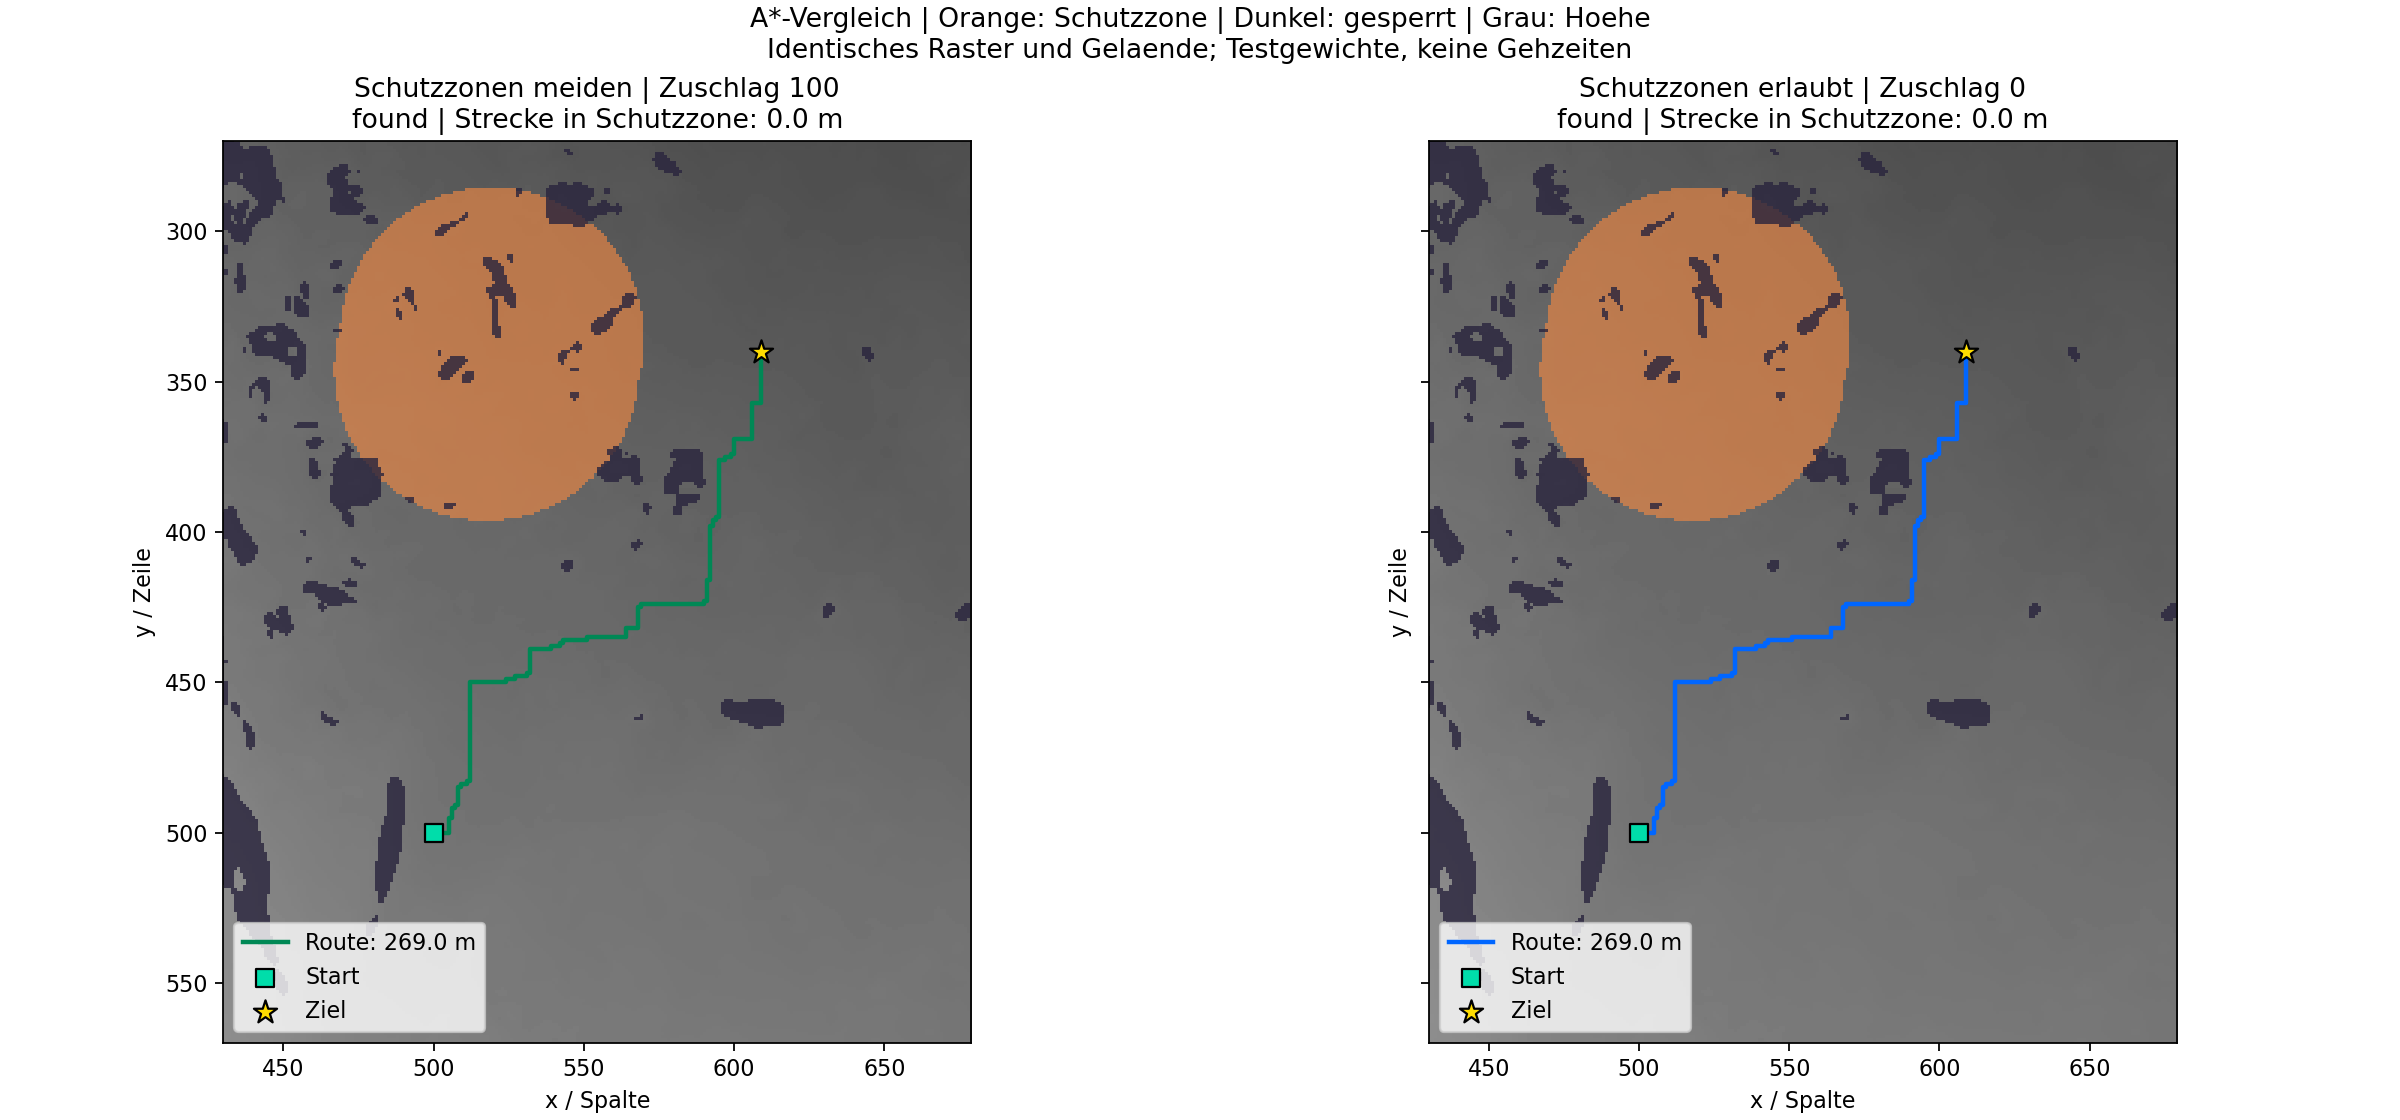 A*-Vergleich | Orange: Schutzzone | Dunkel: gesperrt | Grau: Hoehe
Identisches Raster und Gelaende; Testgewichte, keine Gehzeiten
Schutzzonen meiden | Zuschlag 100
found | Strecke in Schutzzone: 0.0 m
300
350
400
450
500
550
y / Zeile
Route: 269.0 m
Start
Ziel
450
500
550
600
650
x / Spalte
Schutzzonen erlaubt | Zuschlag 0
found | Strecke in Schutzzone: 0.0 m
y / Zeile
Route: 269.0 m
Start
Ziel
450
500
550
600
650
x / Spalte